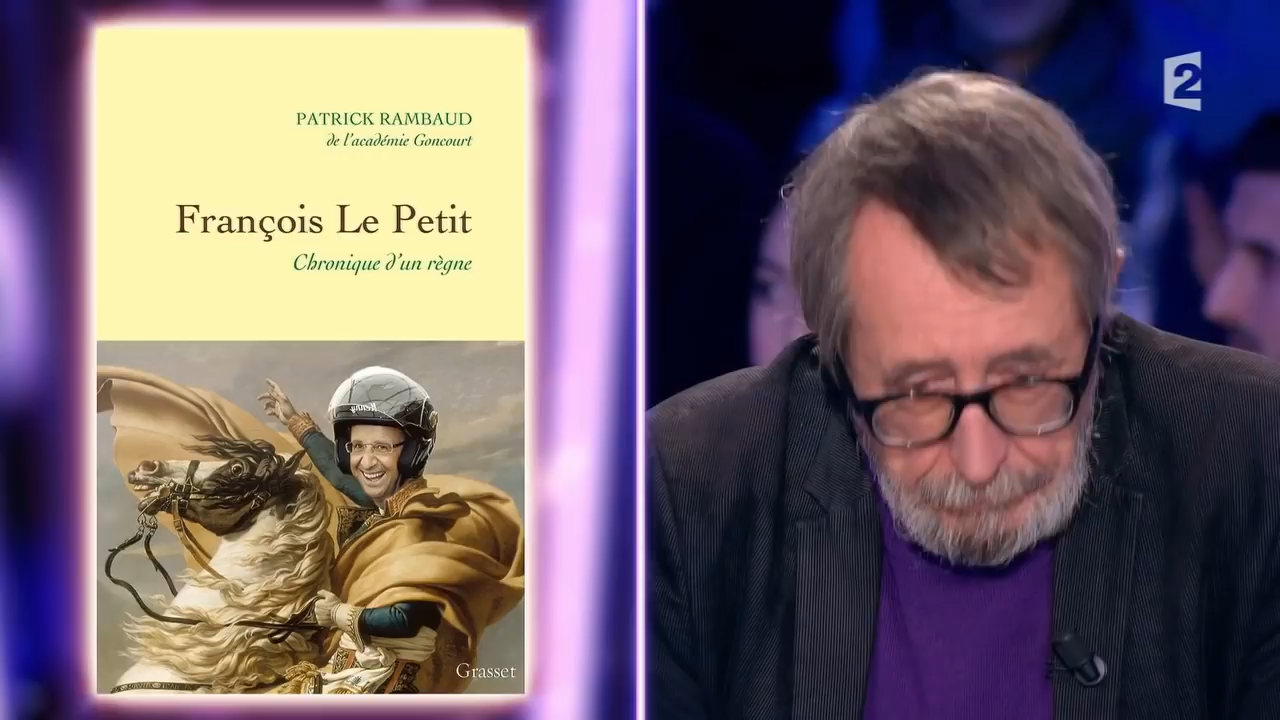 PATRICK RAMBAUD
de l'académie Goncourt
François Le Petit
Chronique d'un règne
Grasset
2